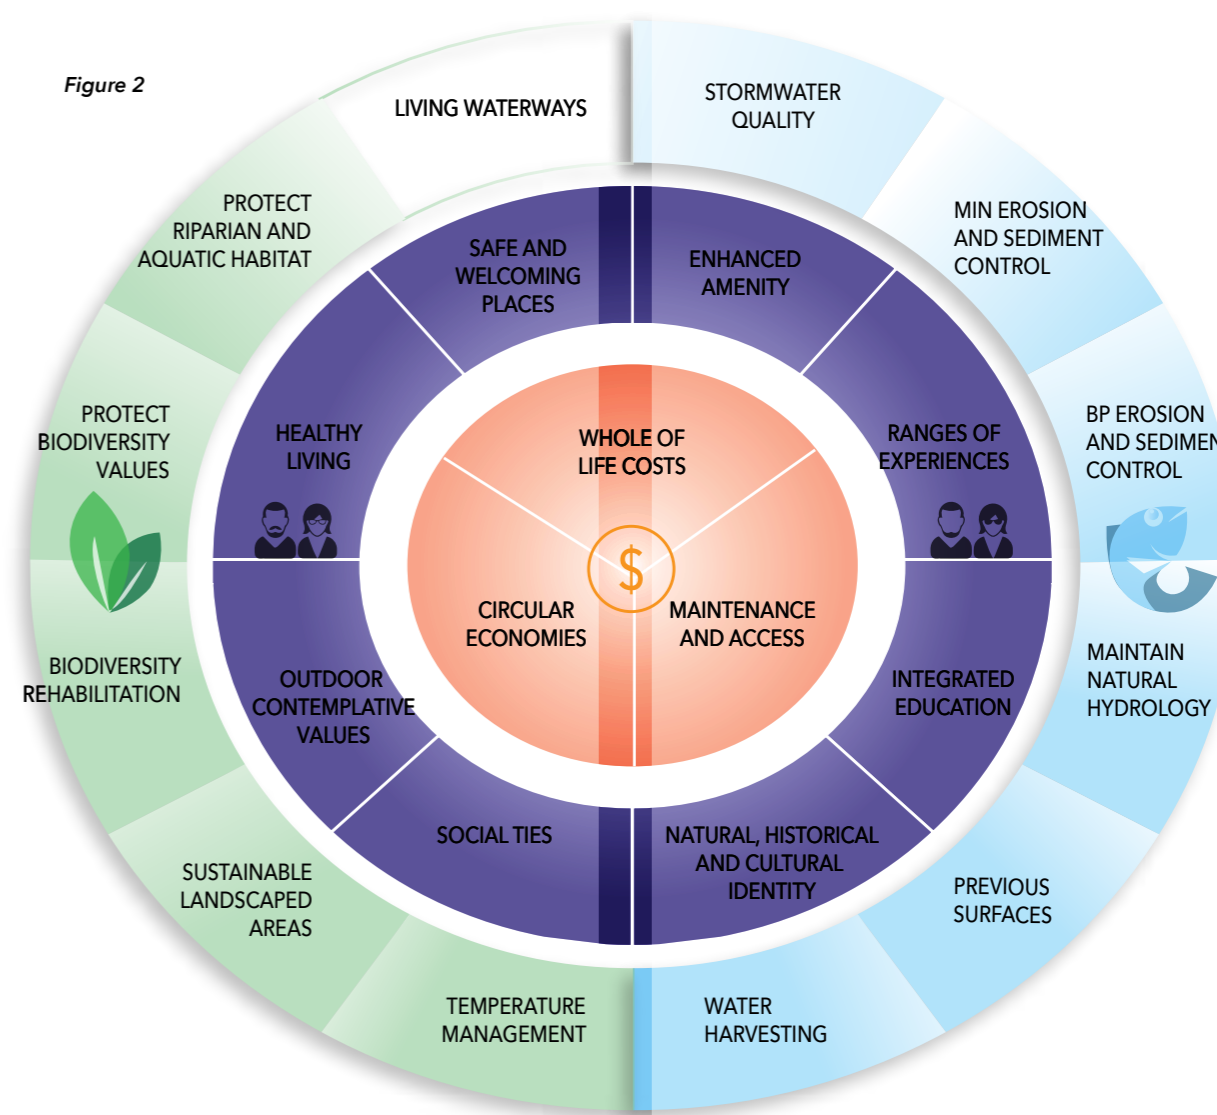 Figure 2
LIVING WATERWAYS
STORMWATER
QUALITY
MIN EROSION
AND SEDIMENT
CONTROL
BP EROSION
AND SEDIMEN
CONTROL
MAINTAIN
NATURAL
HYDROLOGY
PREVIOUS
SURFACES
WATER
HARVESTING
TEMPERATURE
MANAGEMENT
SUSTAINABLE
LANDSCAPED
AREAS
BIODIVERSITY
REHABILITATION
PROTECT
BIODIVERSITY
VALUES
PROTECT
RIPARIAN AND
AQUATIC HABITAT
SAFE AND
WELCOMING
PLACES
ENHANCED
AMENITY
RANGES OF
EXPERIENCES
INTEGRATED
EDUCATION
NATURAL, HISTORICAL
AND CULTURAL
IDENTITY
SOCIAL TIES
OUTDOOR
CONTEMPLATIVE
VALUES
HEALTHY
LIVING
WHOLE OF
LIFE COSTS
MAINTENANCE
AND ACCESS
CIRCULAR
ECONOMIES
$